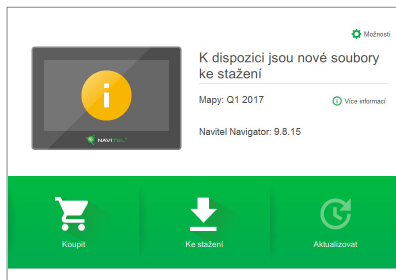 Možnosti
K dispozici jsou nové soubory
ke stažení
Mapy: Q1 2017
Více informací
Navitel Navigator: 9.8.15
NAVITEL
Koupit
Ke stažení
Aktualizovat